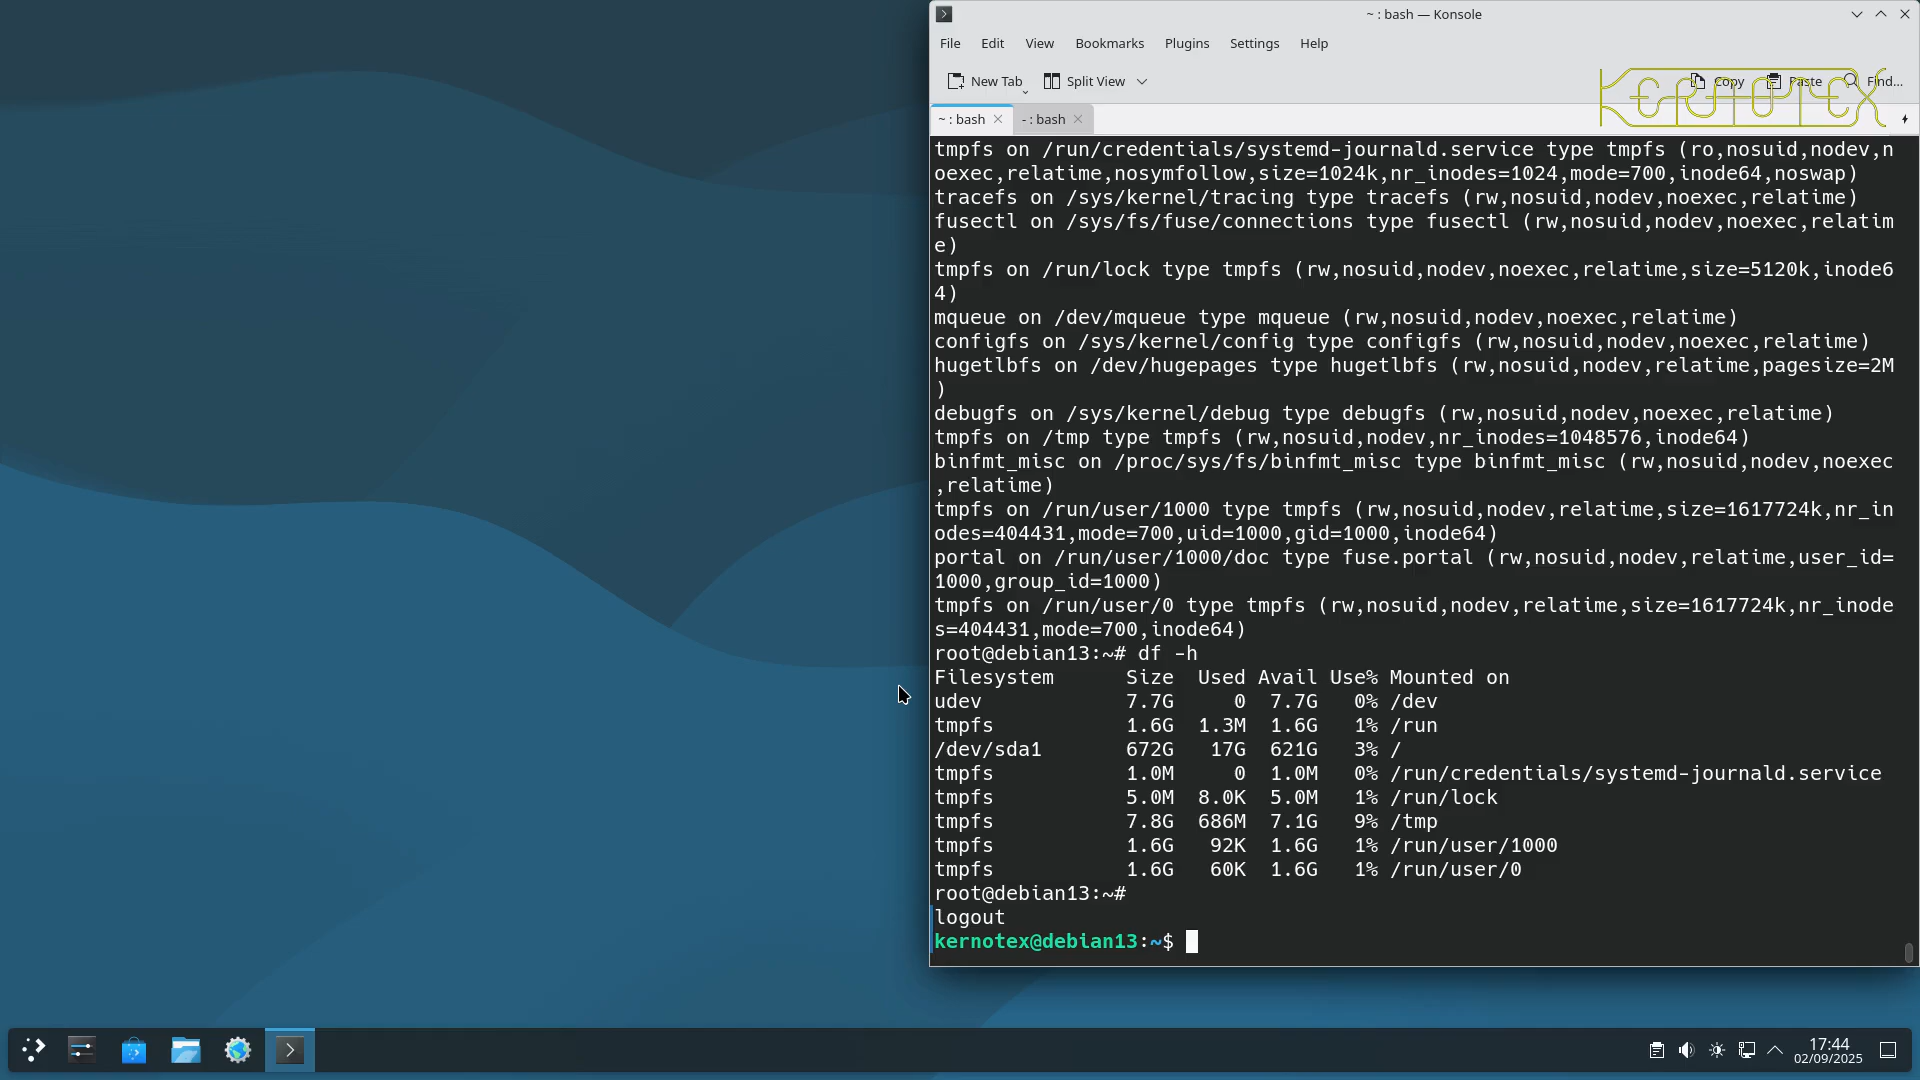 ~ : bash — Konsole
File Edit View Bookmarks Plugins Settings Help
New Tab Split View Copy Paste Find...
KERNOTEX
~ : bash - : bash
tmpfs on /run/credentials/systemd-journald.service type tmpfs (ro,nosuid,nodev,n
oexec,relatime,nosymfollow,size=1024k,nr_inodes=1024,mode=700,inode64,noswap)
tracefs on /sys/kernel/tracing type tracefs (rw,nosuid,nodev,noexec,relatime)
fusectl on /sys/fs/fuse/connections type fusectl (rw,nosuid,nodev,noexec,relatim
e)
tmpfs on /run/lock type tmpfs (rw,nosuid,nodev,noexec,relatime,size=5120k,inode6
4)
mqueue on /dev/mqueue type mqueue (rw,nosuid,nodev,noexec,relatime)
configfs on /sys/kernel/config type configfs (rw,nosuid,nodev,noexec,relatime)
hugetlbfs on /dev/hugepages type hugetlbfs (rw,nosuid,nodev,relatime,pagesize=2M
)
debugfs on /sys/kernel/debug type debugfs (rw,nosuid,nodev,noexec,relatime)
tmpfs on /tmp type tmpfs (rw,nosuid,nodev,nr_inodes=1048576,inode64)
binfmt_misc on /proc/sys/fs/binfmt_misc type binfmt_misc (rw,nosuid,nodev,noexec
,relatime)
tmpfs on /run/user/1000 type tmpfs (rw,nosuid,nodev,relatime,size=1617724k,nr_in
odes=404431,mode=700,uid=1000,gid=1000,inode64)
portal on /run/user/1000/doc type fuse.portal (rw,nosuid,nodev,relatime,user_id=
1000,group_id=1000)
tmpfs on /run/user/0 type tmpfs (rw,nosuid,nodev,relatime,size=1617724k,nr_inode
s=404431,mode=700,inode64)
root@debian13:~# df -h
Filesystem      Size  Used Avail Use% Mounted on
udev            7.7G     0  7.7G   0% /dev
tmpfs           1.6G  1.3M  1.6G   1% /run
/dev/sda1       672G   17G  621G   3% /
tmpfs           1.0M     0  1.0M   0% /run/credentials/systemd-journald.service
tmpfs           5.0M  8.0K  5.0M   1% /run/lock
tmpfs           7.8G  686M  7.1G   9% /tmp
tmpfs           1.6G   92K  1.6G   1% /run/user/1000
tmpfs           1.6G   60K  1.6G   1% /run/user/0
root@debian13:~#
logout
kernotex@debian13:~$
17:44
02/09/2025